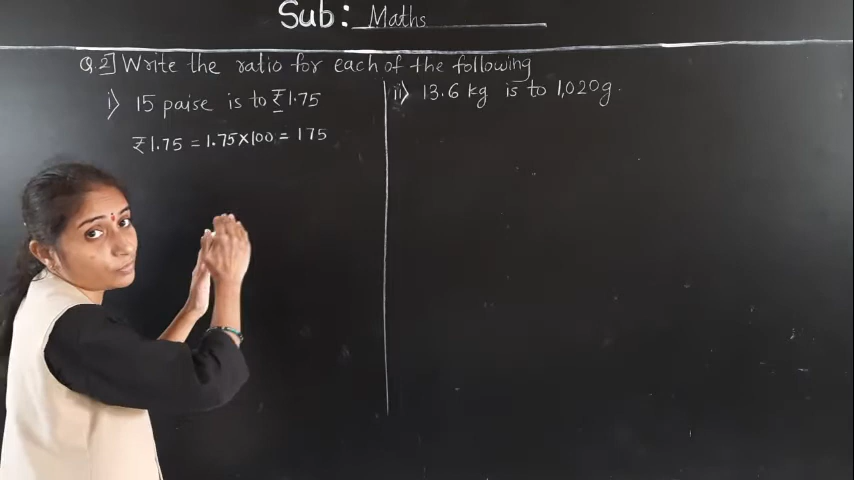 Sub: Maths
Q.2] Write the ratio for each of the following
i) 15 paise is to ₹1.75
₹1.75 = 1.75×100 = 175
ii) 13.6 kg is to 1,020g.